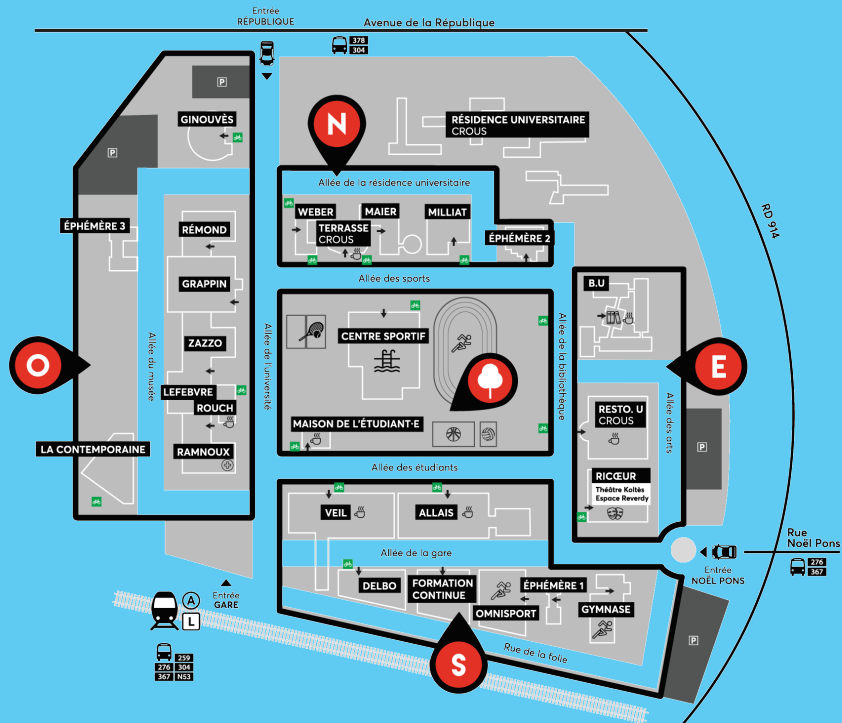 Entrée
RÉPUBLIQUE
Avenue de la République
378
304
P
GINOUVÈS
P
N
RÉSIDENCE UNIVERSITAIRE
CROUS
Allée de la résidence universitaire
WEBER
MAIER
MILLIAT
TERRASSE
CROUS
ÉPHÉMÈRE 2
ÉPHÉMÈRE 3
RÉMOND
RD 914
Allée des sports
GRAPPIN
B.U
CENTRE SPORTIF
ZAZZO
Allée du musée
Allée de l'université
Allée de la bibliothèque
O
E
LEFEBVRE
ROUCH
RESTO. U
CROUS
Allée des arts
MAISON DE L'ÉTUDIANT·E
LA CONTEMPORAINE
RAMNOUX
P
Allée des étudiants
RICŒUR
Théâtre Koltès
Espace Reverdy
VEIL
ALLAIS
Allée de la gare
Rue
Noël Pons
Entrée
NOËL PONS
276
367
DELBO
FORMATION
CONTINUE
ÉPHÉMÈRE 1
OMNISPORT
GYMNASE
Entrée
GARE
A
L
P
Rue de la folie
S
259
276 304
367 N53